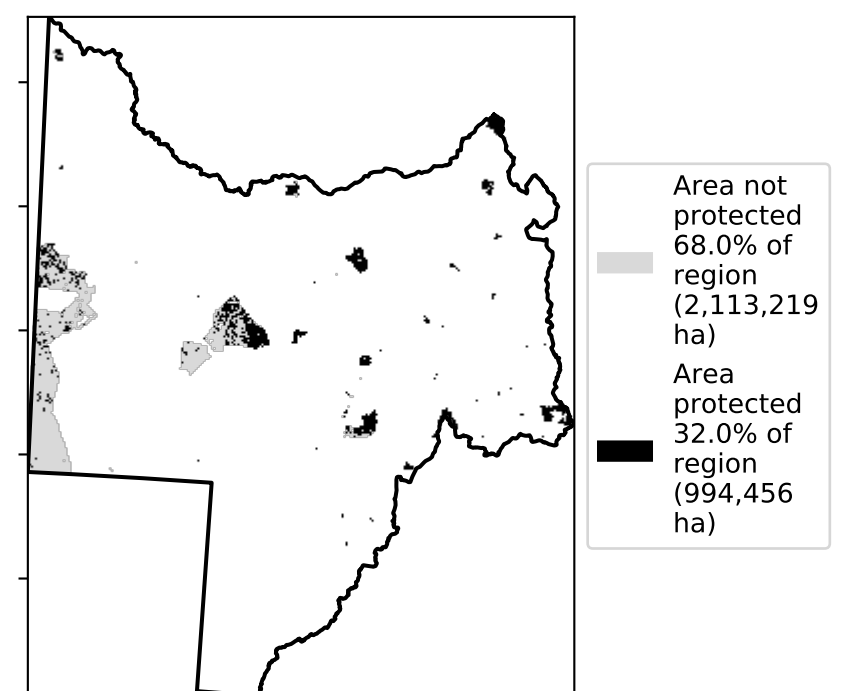 Area not
protected
68.0% of
region
(2,113,219
ha)
Area
protected
32.0% of
region
(994,456
ha)